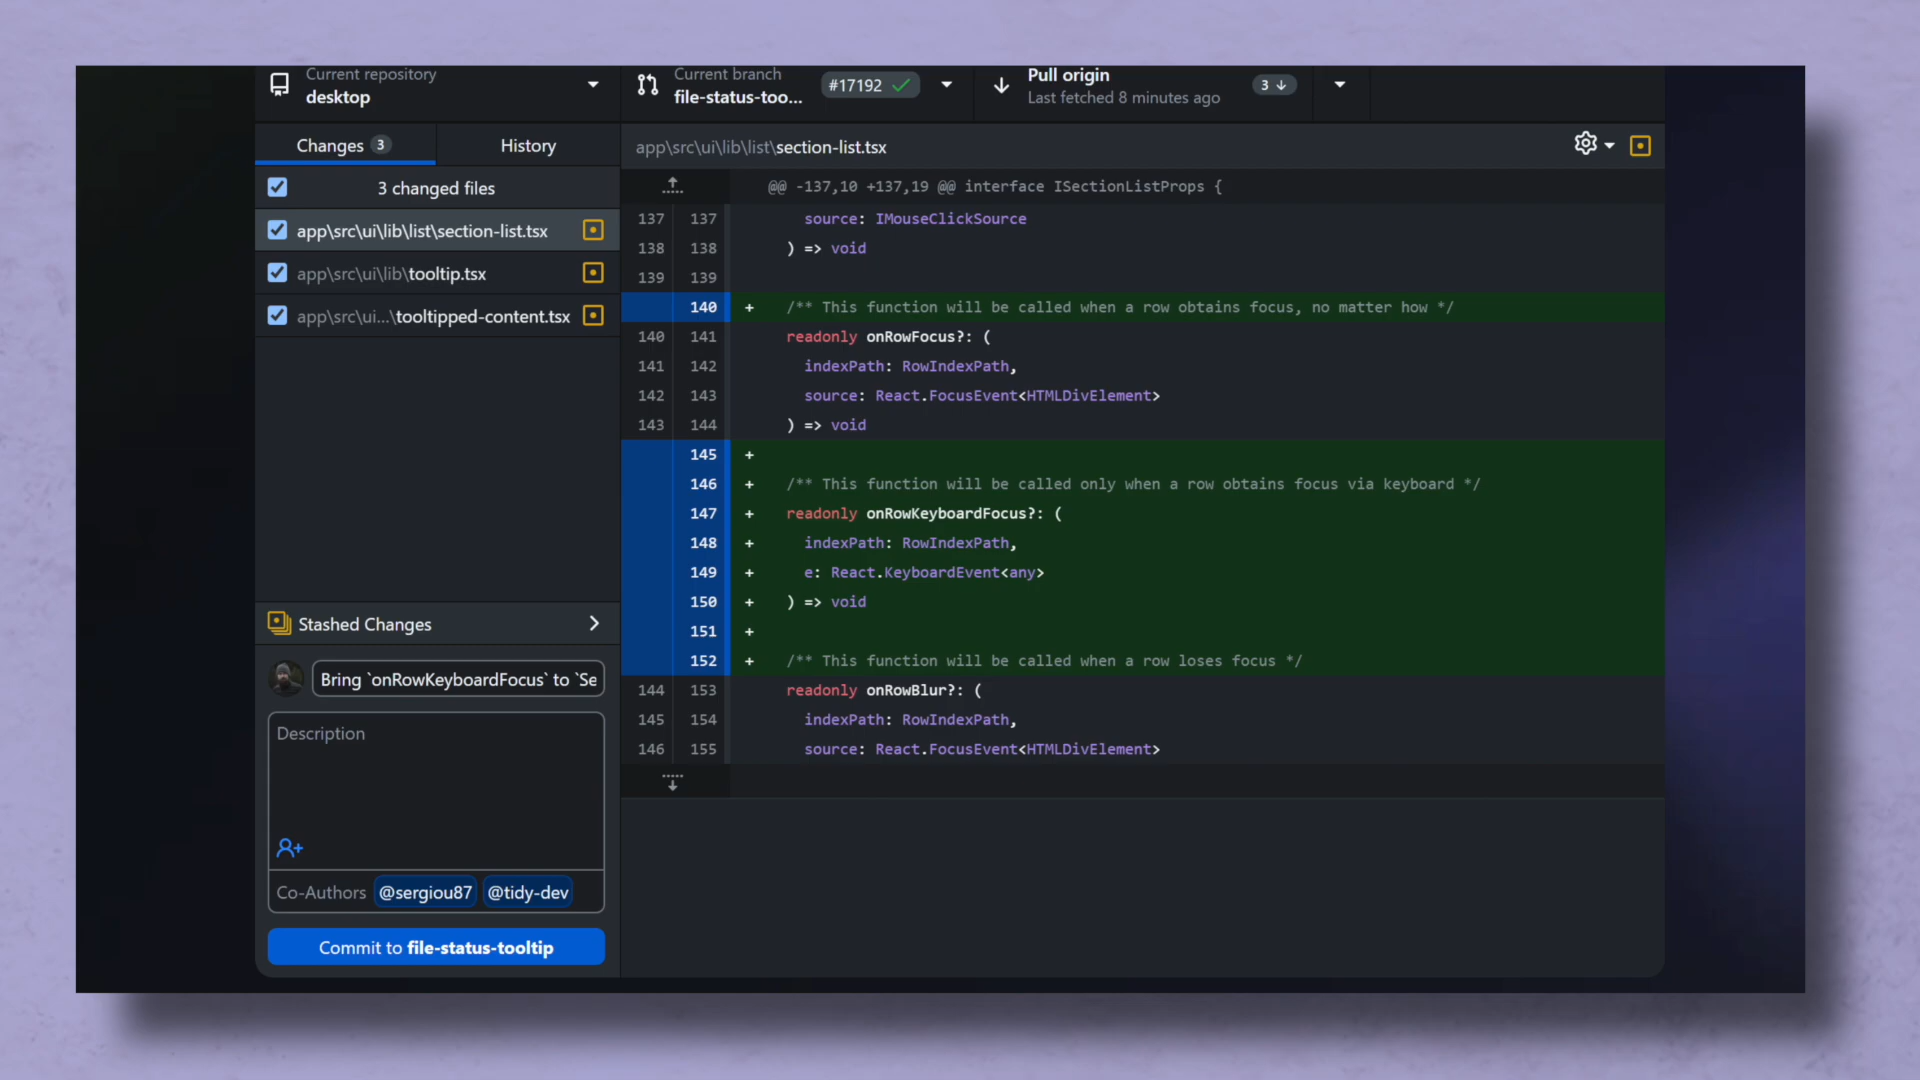 Current repository
desktop
Current branch
file-status-too...
#17192
Pull origin
Last fetched 8 minutes ago
3
Changes 3
History
3 changed files
app\src\ui\lib\list\section-list.tsx
app\src\ui\lib\tooltip.tsx
app\src\ui...\tooltipped-content.tsx
Stashed Changes
Bring `onRowKeyboardFocus` to `Se
Description
Co-Authors @sergiou87 @tidy-dev
Commit to file-status-tooltip
app\src\ui\lib\list\section-list.tsx
@@ -137,10 +137,19 @@ interface ISectionListProps {
137 137 source: IMouseClickSource
138 138 ) => void
139 139
140 + /** This function will be called when a row obtains focus, no matter how */
140 141 readonly onRowFocus?: (
141 142 indexPath: RowIndexPath,
142 143 source: React.FocusEvent<HTMLDivElement>
143 144 ) => void
145 +
146 + /** This function will be called only when a row obtains focus via keyboard */
147 + readonly onRowKeyboardFocus?: (
148 + indexPath: RowIndexPath,
149 + e: React.KeyboardEvent<any>
150 + ) => void
151 +
152 + /** This function will be called when a row loses focus */
144 153 readonly onRowBlur?: (
145 154 indexPath: RowIndexPath,
146 155 source: React.FocusEvent<HTMLDivElement>